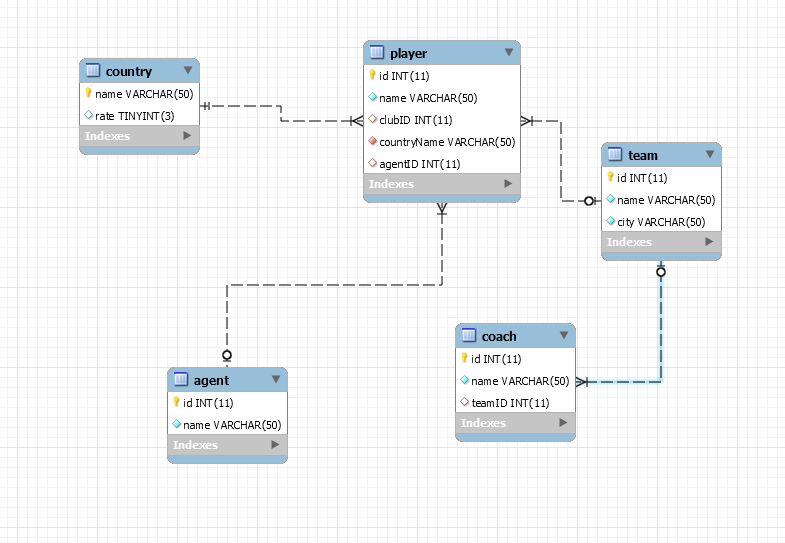 country
name VARCHAR(50)
rate TINYINT(3)
Indexes
player
id INT(11)
name VARCHAR(50)
clubID INT(11)
countryName VARCHAR(50)
agentID INT(11)
Indexes
team
id INT(11)
name VARCHAR(50)
city VARCHAR(50)
Indexes
coach
id INT(11)
name VARCHAR(50)
teamID INT(11)
Indexes
agent
id INT(11)
name VARCHAR(50)
Indexes